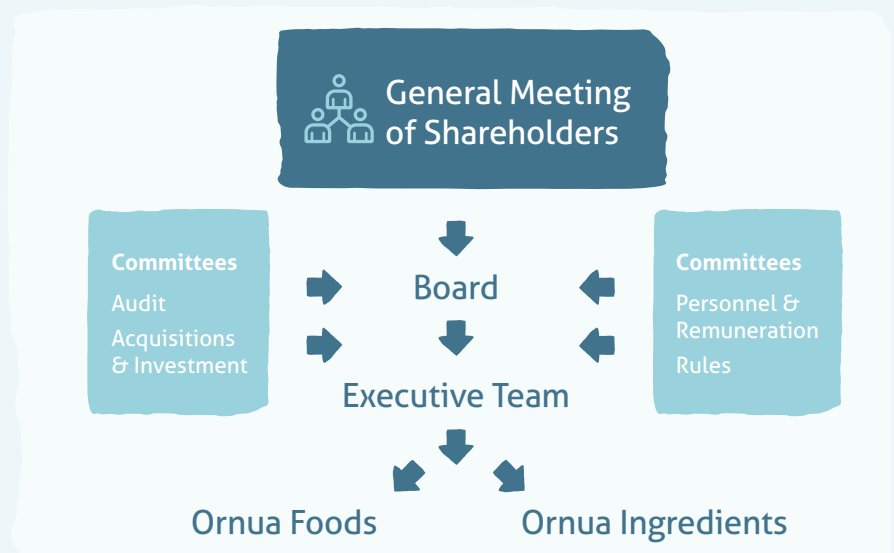 General Meeting
of Shareholders
Committees
Audit
Acquisitions
& Investment
Board
Executive Team
Committees
Personnel &
Remuneration
Rules
Ornua Foods
Ornua Ingredients